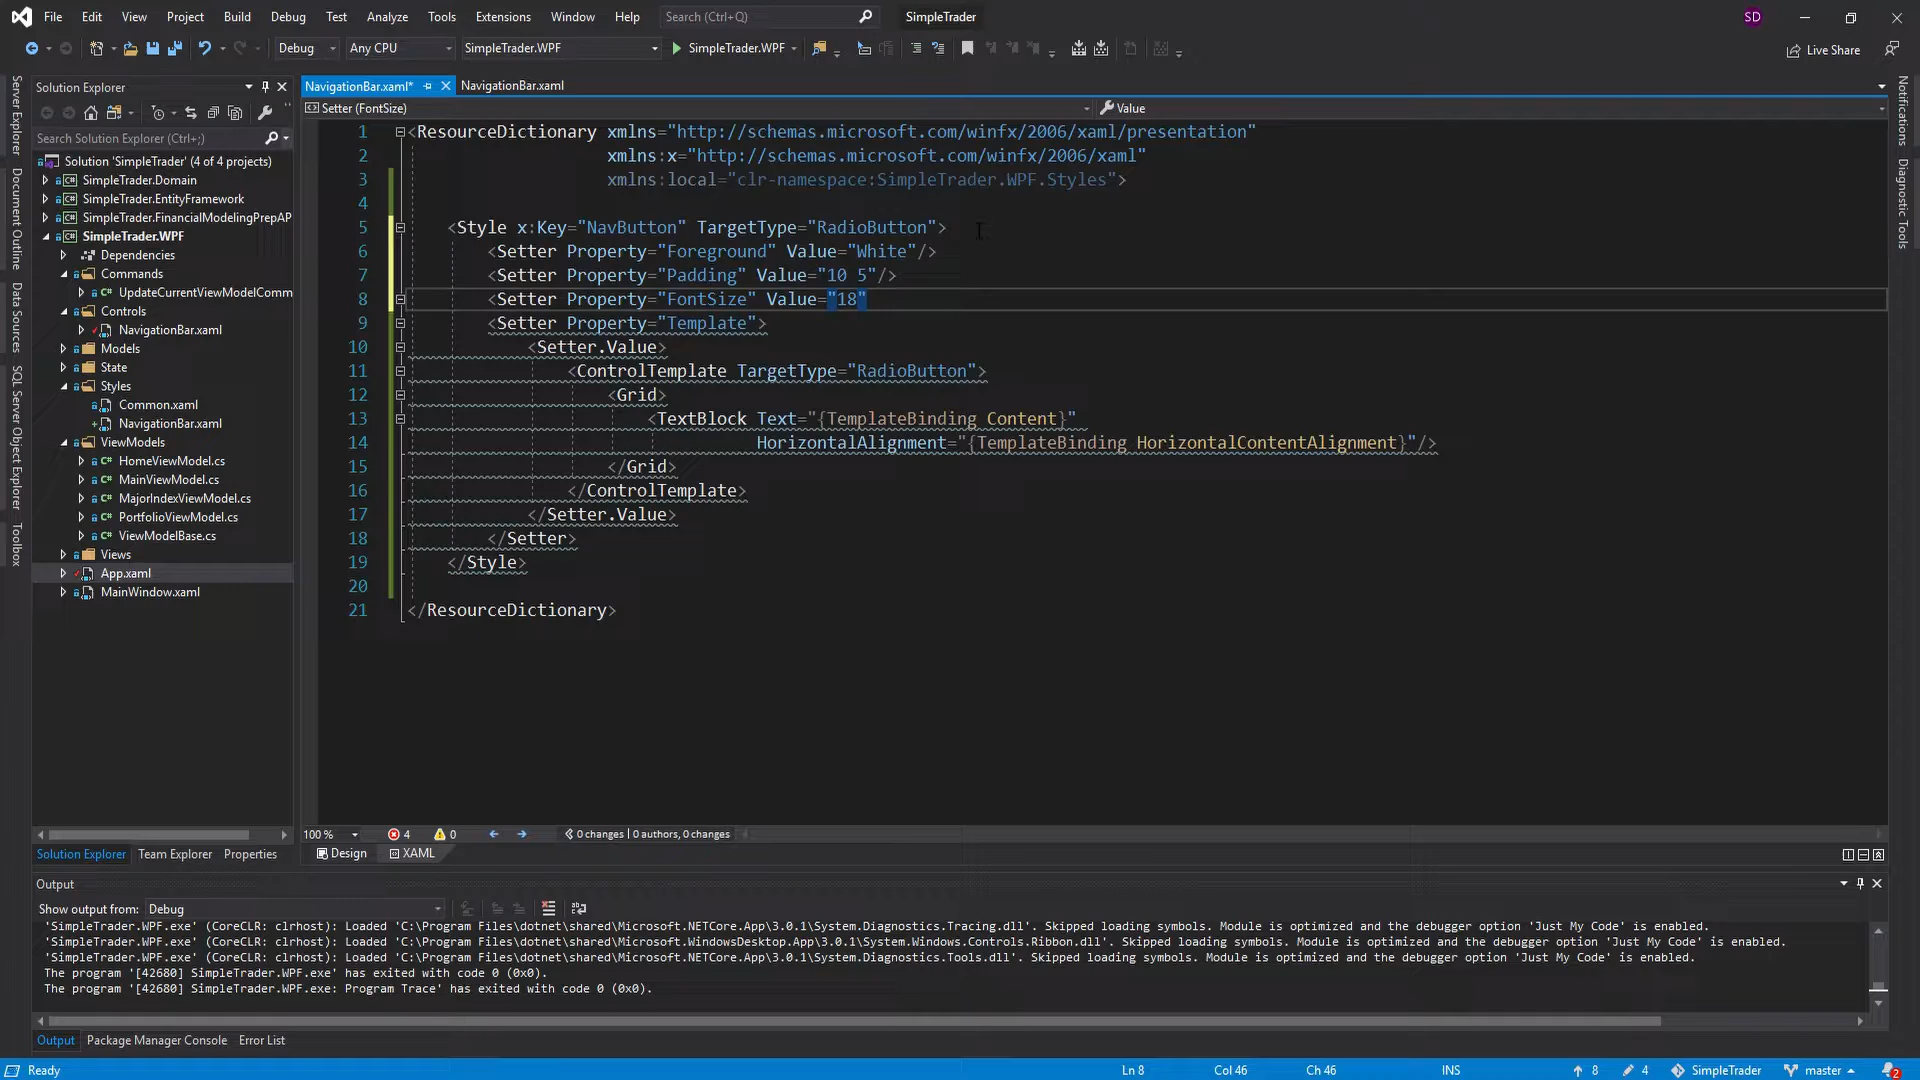 File Edit View Project Build Debug Test Analyze Tools Extensions Window Help Search (Ctrl+Q) SimpleTrader SD
Debug Any CPU SimpleTrader.WPF SimpleTrader.WPF Live Share
Server Explorer
Document Outline
Data Sources
SQL Server Object Explorer
Toolbox
Solution Explorer
Search Solution Explorer (Ctrl+;)
Solution 'SimpleTrader' (4 of 4 projects)
SimpleTrader.Domain
SimpleTrader.EntityFramework
SimpleTrader.FinancialModelingPrepAP
SimpleTrader.WPF
Dependencies
Commands
UpdateCurrentViewModelComm
Controls
NavigationBar.xaml
Models
State
Styles
Common.xaml
NavigationBar.xaml
ViewModels
HomeViewModel.cs
MainViewModel.cs
MajorIndexViewModel.cs
PortfolioViewModel.cs
ViewModelBase.cs
Views
App.xaml
MainWindow.xaml
Solution Explorer Team Explorer Properties
NavigationBar.xaml* NavigationBar.xaml
Setter (FontSize) Value
1 <ResourceDictionary xmlns="http://schemas.microsoft.com/winfx/2006/xaml/presentation"
2 xmlns:x="http://schemas.microsoft.com/winfx/2006/xaml"
3 xmlns:local="clr-namespace:SimpleTrader.WPF.Styles">
4
5 <Style x:Key="NavButton" TargetType="RadioButton">
6 <Setter Property="Foreground" Value="White"/>
7 <Setter Property="Padding" Value="10 5"/>
8 <Setter Property="FontSize" Value="18"
9 <Setter Property="Template">
10 <Setter.Value>
11 <ControlTemplate TargetType="RadioButton">
12 <Grid>
13 <TextBlock Text="{TemplateBinding Content}"
14 HorizontalAlignment="{TemplateBinding HorizontalContentAlignment}"/>
15 </Grid>
16 </ControlTemplate>
17 </Setter.Value>
18 </Setter>
19 </Style>
20
21 </ResourceDictionary>
100 % 4 0 0 changes | 0 authors, 0 changes
Design XAML
Notifications
Diagnostic Tools
Output
Show output from: Debug
'SimpleTrader.WPF.exe' (CoreCLR: clrhost): Loaded 'C:\Program Files\dotnet\shared\Microsoft.NETCore.App\3.0.1\System.Diagnostics.Tracing.dll'. Skipped loading symbols. Module is optimized and the debugger option 'Just My Code' is enabled.
'SimpleTrader.WPF.exe' (CoreCLR: clrhost): Loaded 'C:\Program Files\dotnet\shared\Microsoft.WindowsDesktop.App\3.0.1\System.Windows.Controls.Ribbon.dll'. Skipped loading symbols. Module is optimized and the debugger option 'Just My Code' is enabled.
'SimpleTrader.WPF.exe' (CoreCLR: clrhost): Loaded 'C:\Program Files\dotnet\shared\Microsoft.NETCore.App\3.0.1\System.Diagnostics.Tools.dll'. Skipped loading symbols. Module is optimized and the debugger option 'Just My Code' is enabled.
The program '[42680] SimpleTrader.WPF.exe' has exited with code 0 (0x0).
The program '[42680] SimpleTrader.WPF.exe: Program Trace' has exited with code 0 (0x0).
Output Package Manager Console Error List
Ready Ln 8 Col 46 Ch 46 INS 8 4 SimpleTrader master 2